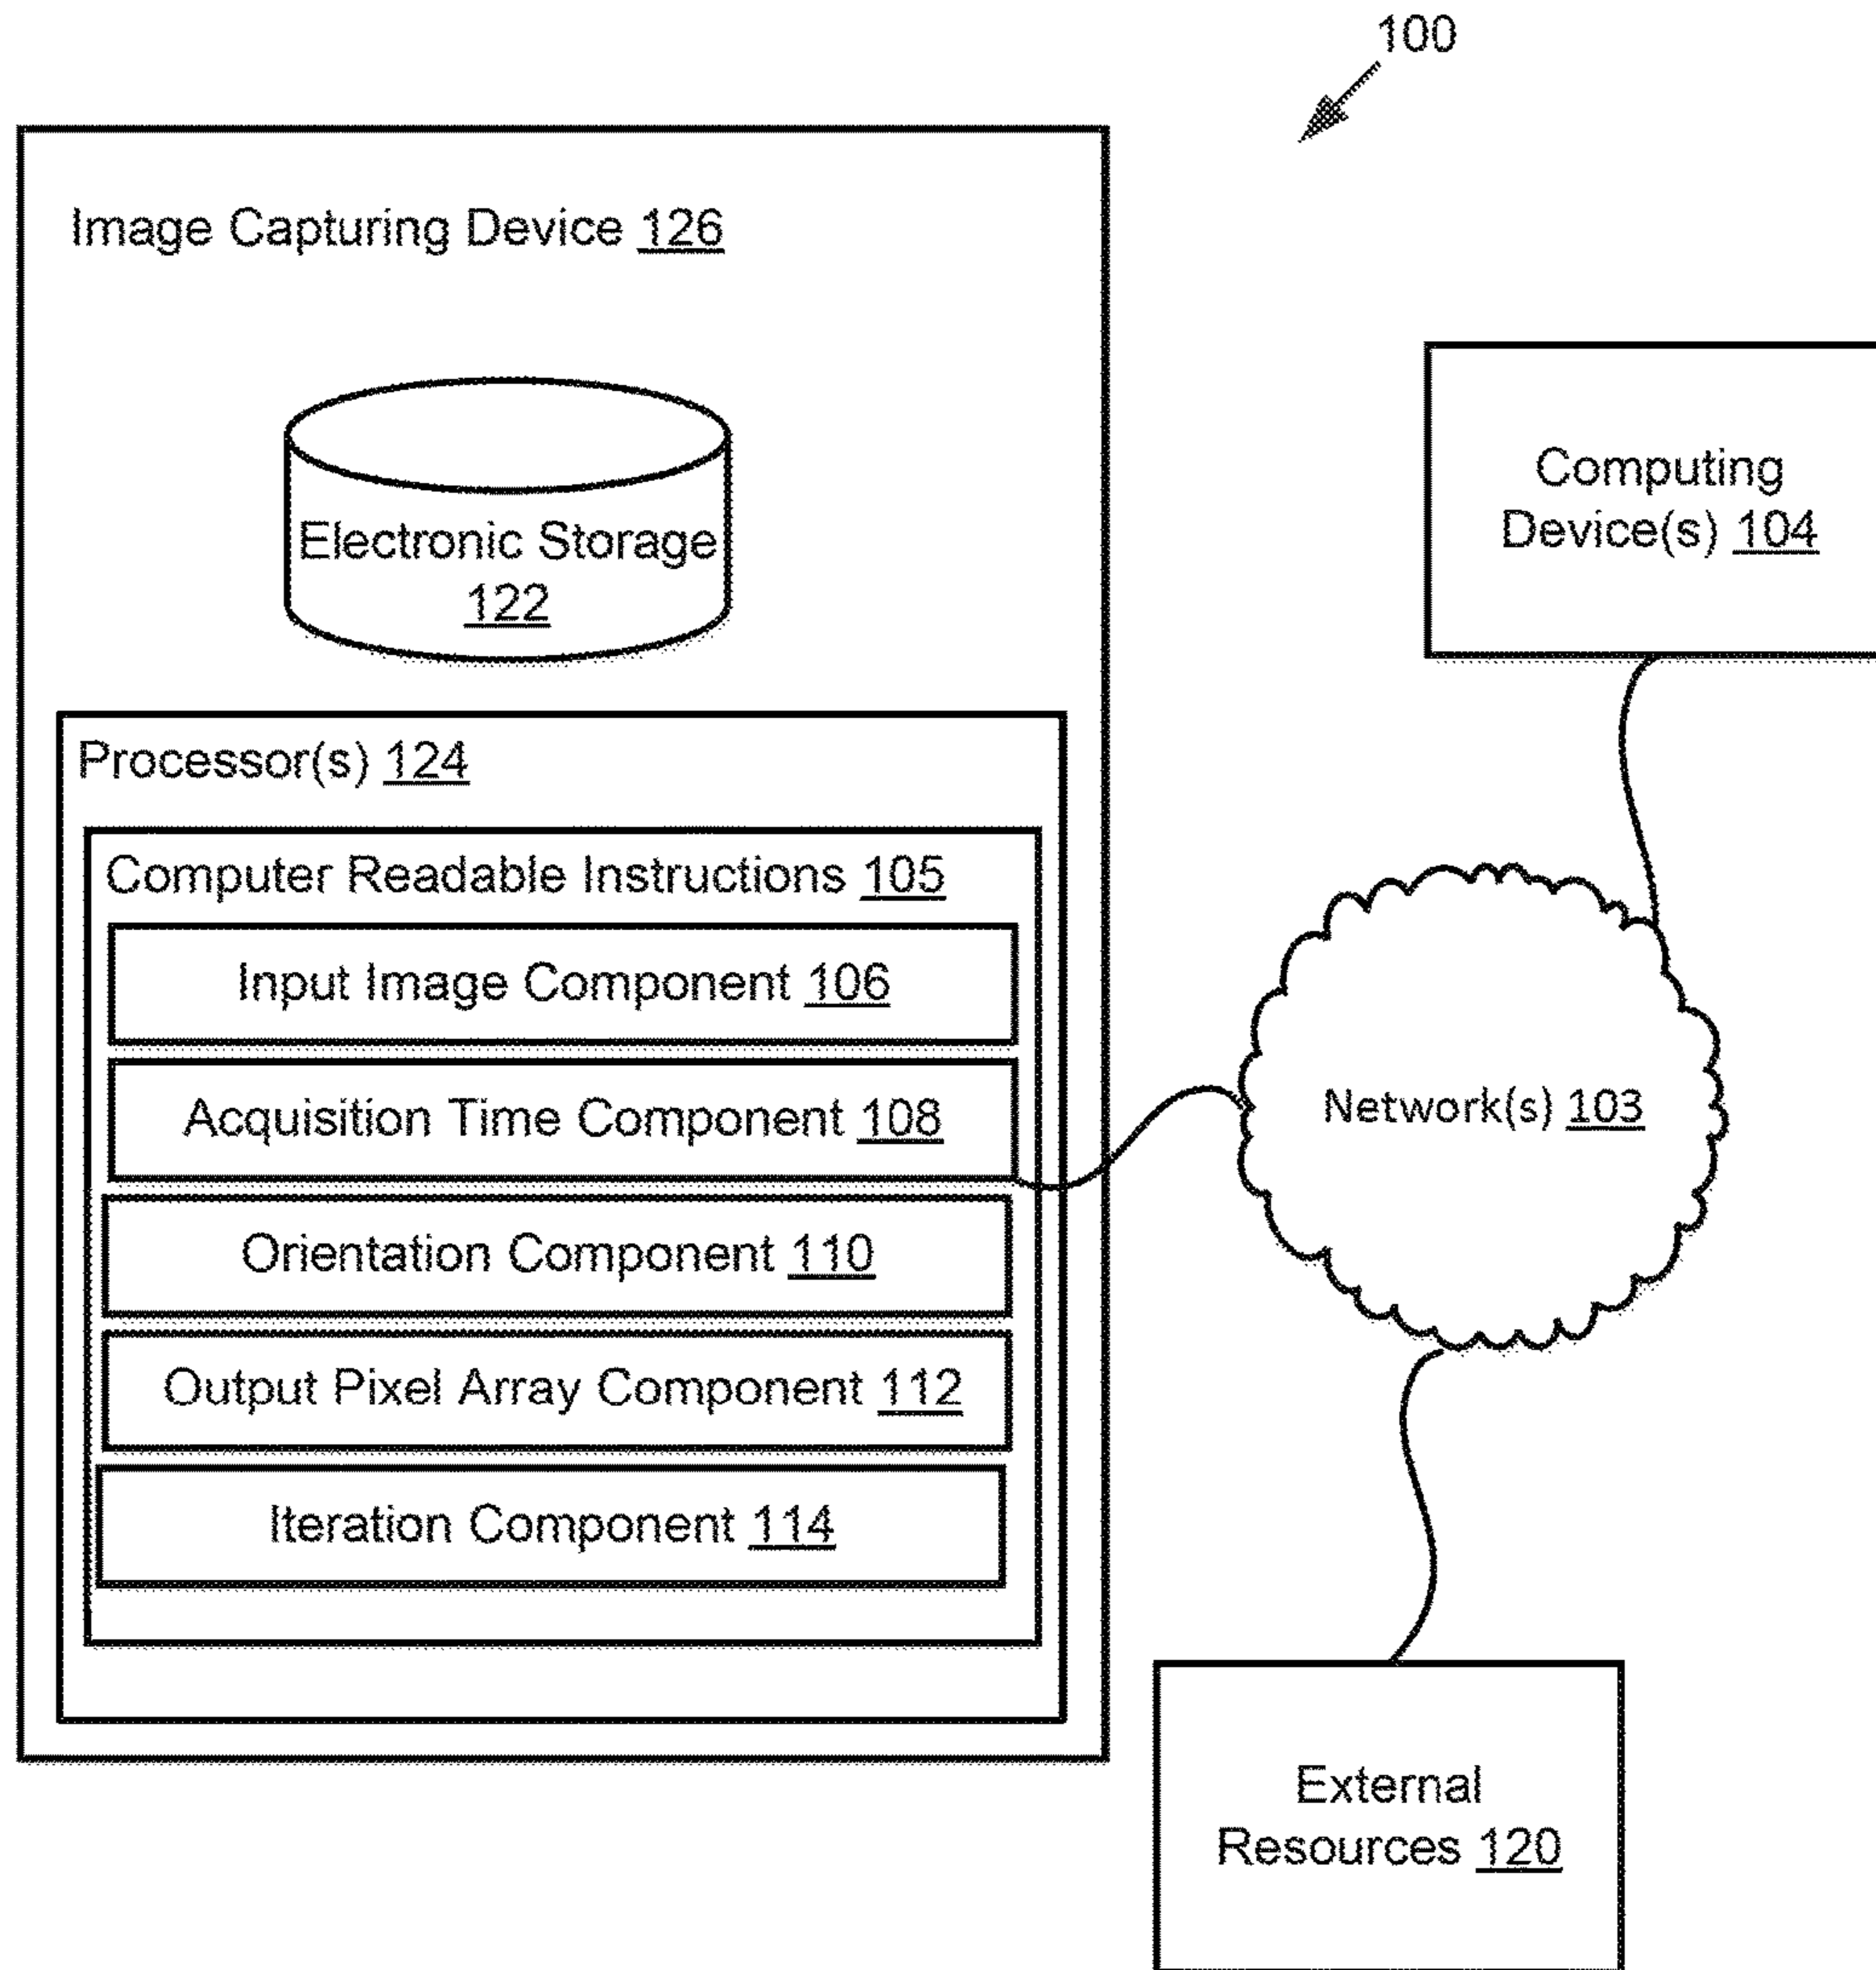 100
Image Capturing Device 126
Electronic Storage
122
Processor(s) 124
Computer Readable Instructions 105
Input Image Component 106
Acquisition Time Component 108
Orientation Component 110
Output Pixel Array Component 112
Iteration Component 114
Computing
Device(s) 104
Network(s) 103
External
Resources 120